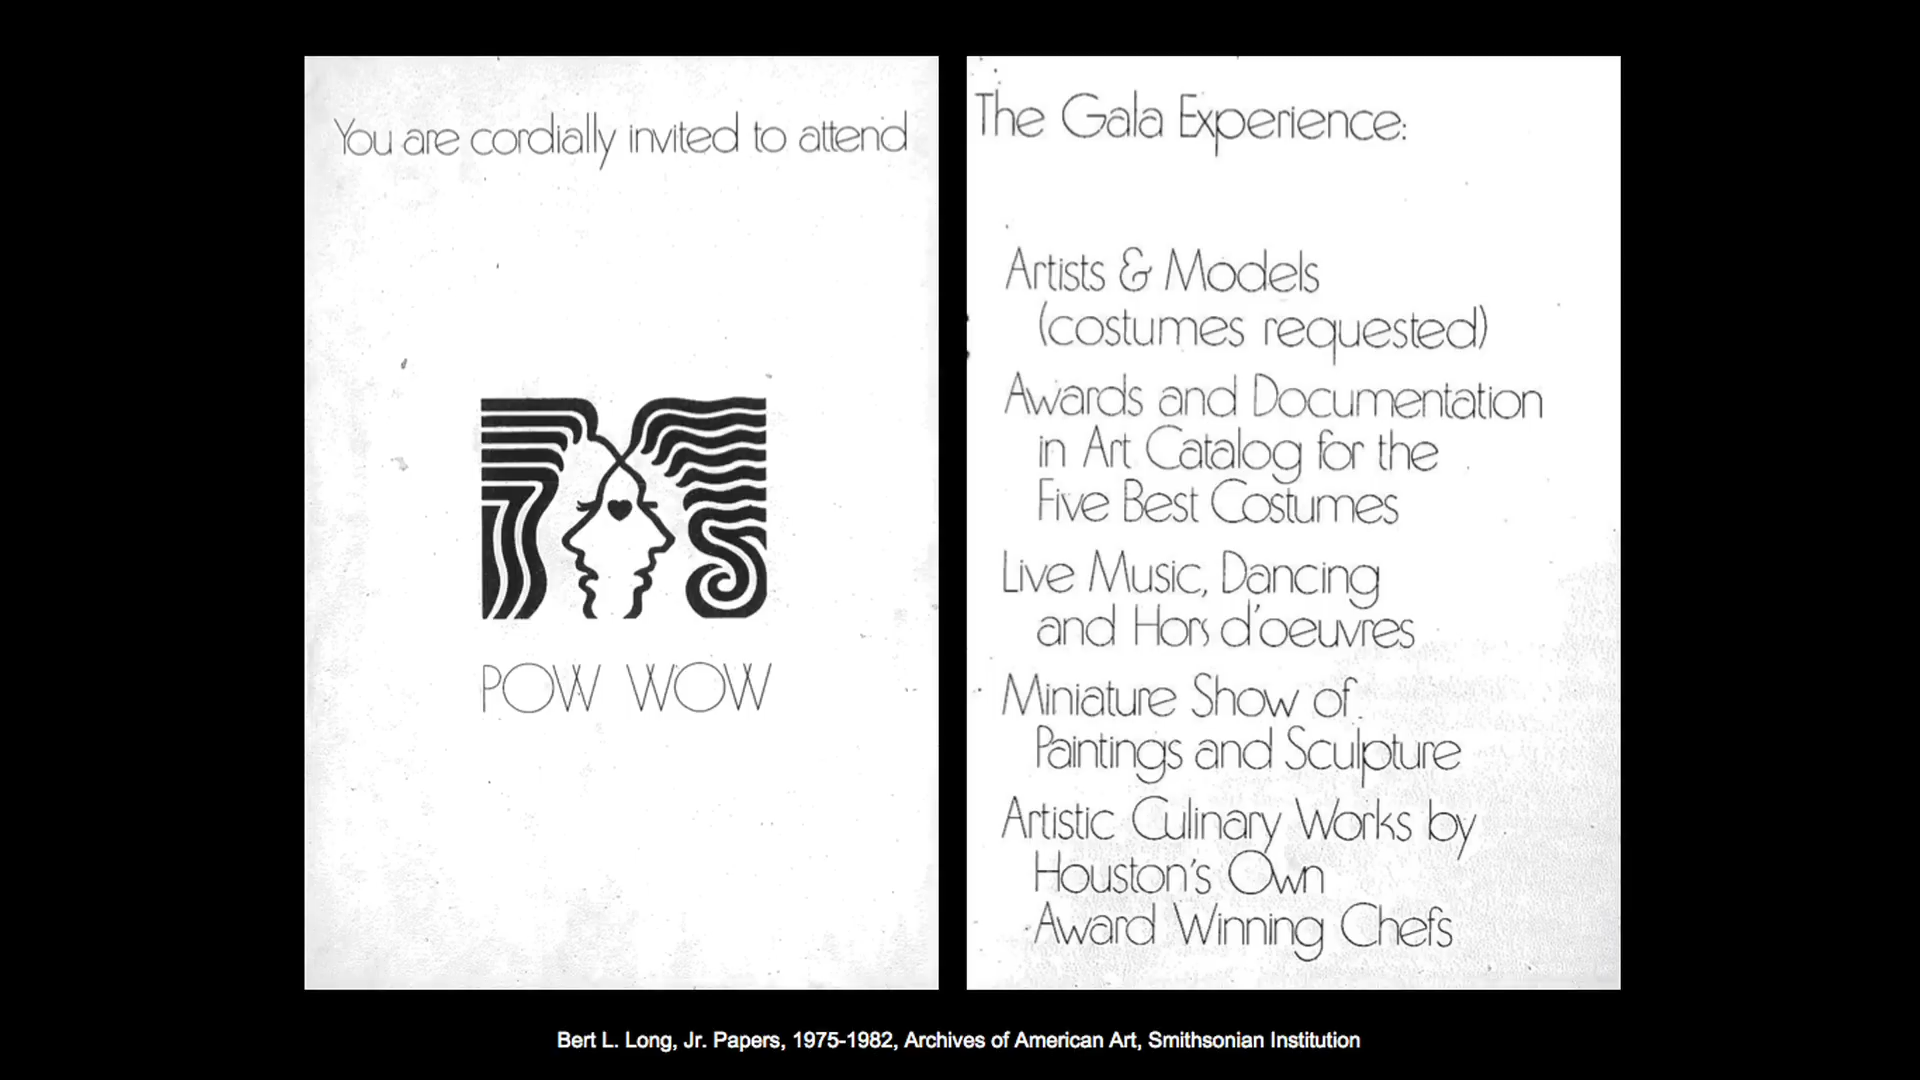 You are cordially invited to attend
POW WOW
The Gala Experience:
Artists & Models
(costumes requested)
Awards and Documentation
in Art Catalog for the
Five Best Costumes
Live Music, Dancing
and Hors d'oeuvres
Miniature Show of
Paintings and Sculpture
Artistic Culinary Works by
Houston's Own
Award Winning Chefs
Bert L. Long, Jr. Papers, 1975-1982, Archives of American Art, Smithsonian Institution